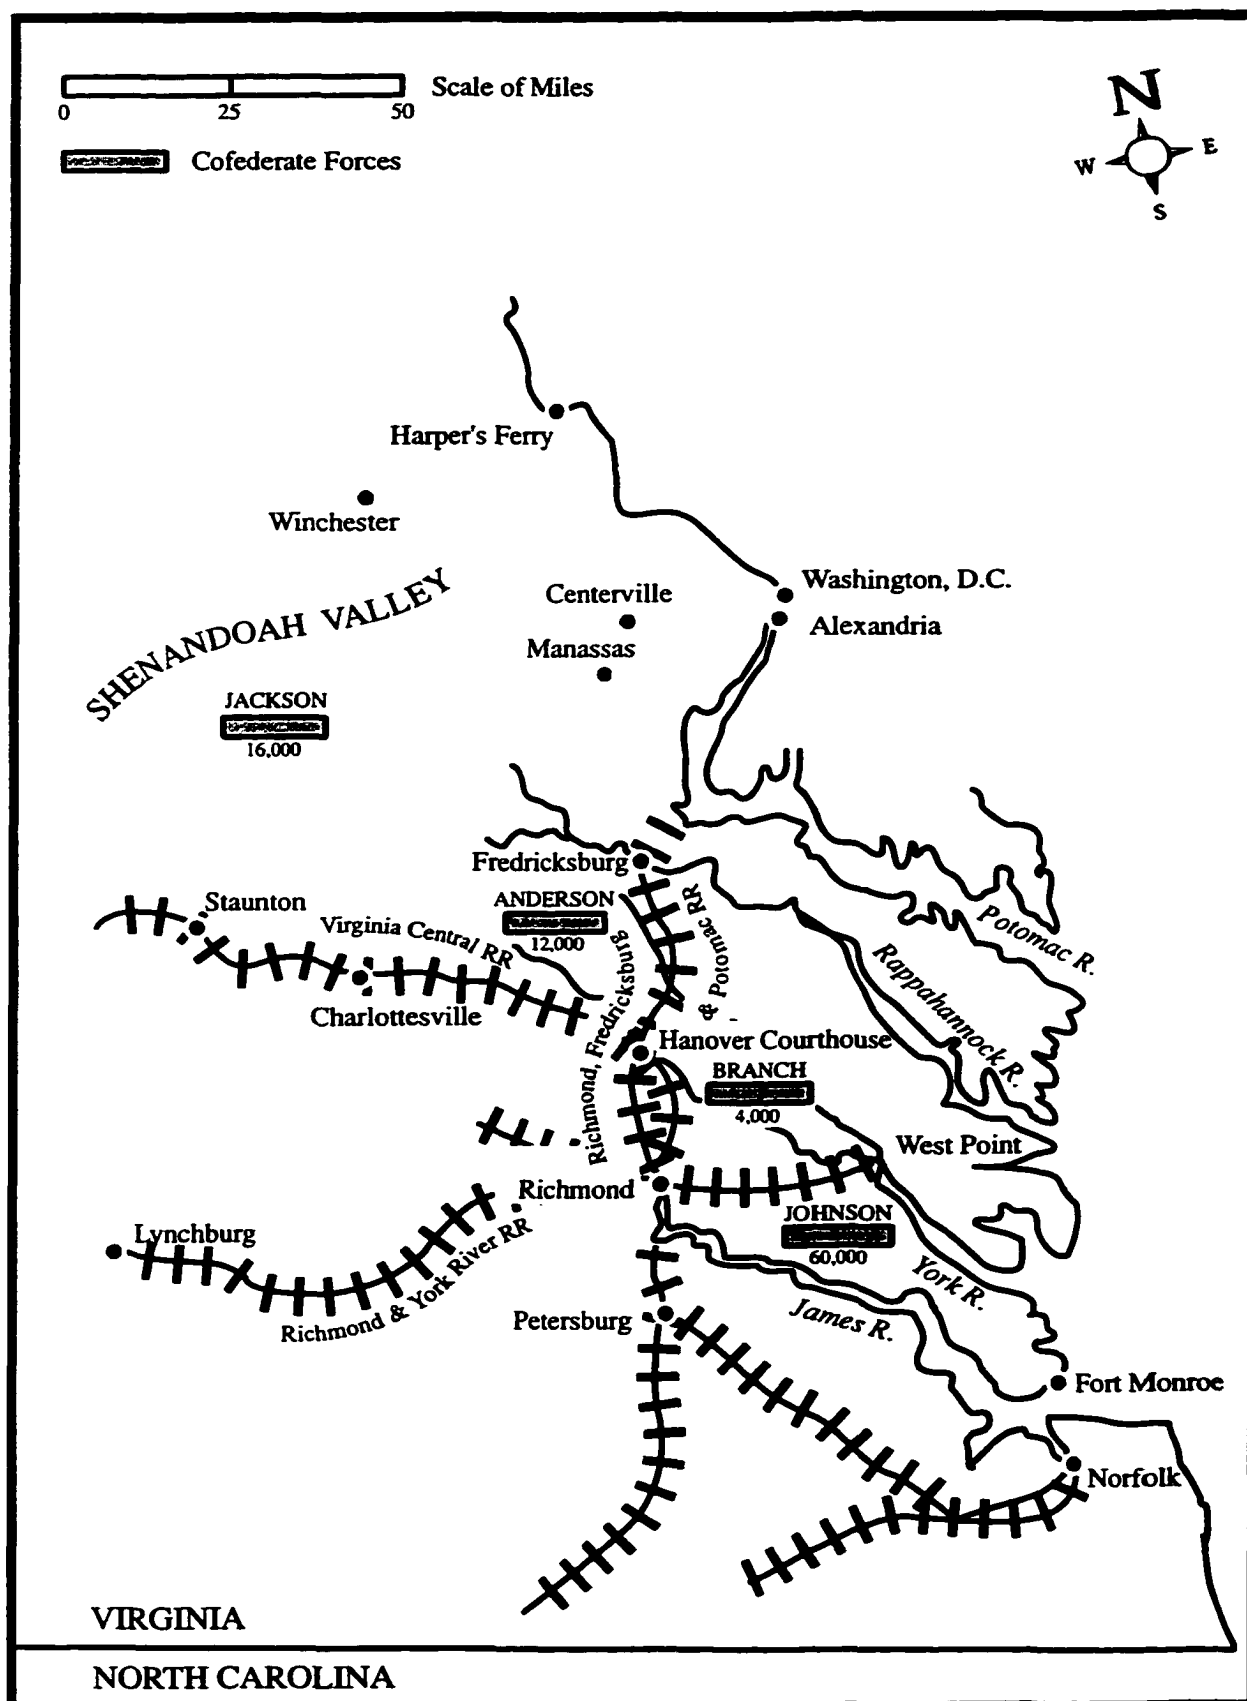 Scale of Miles
0 25 50
Cofederate Forces
N
W E
S
Harper's Ferry
Winchester
SHENANDOAH VALLEY
Centerville
Manassas
Washington, D.C.
Alexandria
JACKSON
16,000
Fredricksburg
ANDERSON
12,000
Staunton
Virginia Central RR
Charlottesville
Richmond, Fredricksburg
& Potomac RR
Potomac R.
Rappahannock R.
Hanover Courthouse
BRANCH
4,000
West Point
Richmond
JOHNSON
60,000
Lynchburg
Richmond & York River RR
York R.
James R.
Petersburg
Fort Monroe
Norfolk
VIRGINIA
NORTH CAROLINA